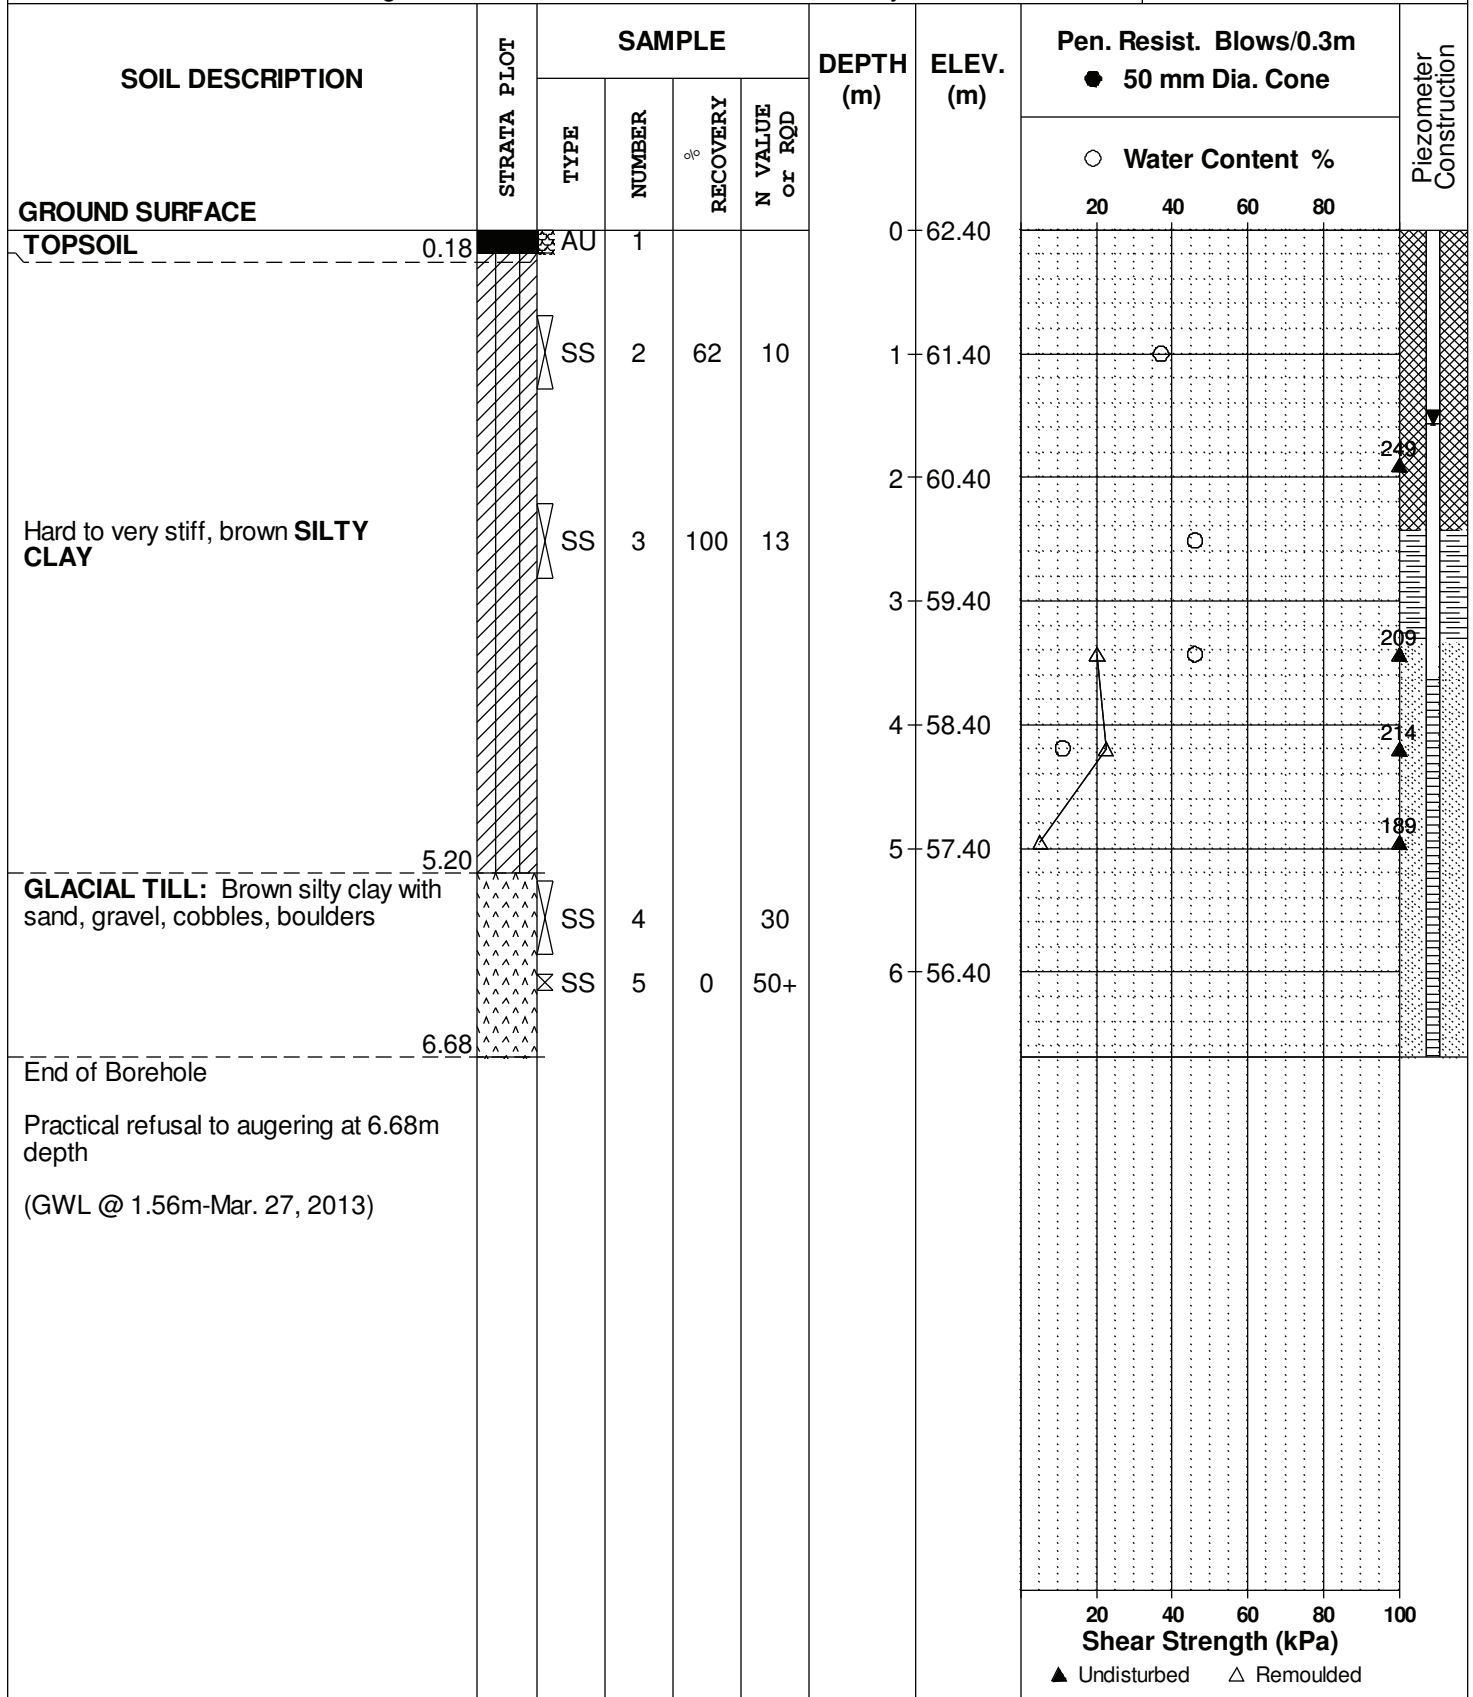 SOIL DESCRIPTION
GROUND SURFACE
STRATA PLOT
SAMPLE
TYPE
NUMBER
% RECOVERY
N VALUE or RQD
DEPTH (m)
ELEV. (m)
Pen. Resist. Blows/0.3m
● 50 mm Dia. Cone
○ Water Content %
20 40 60 80
Piezometer Construction
TOPSOIL 0.18 AU 1 0 62.40
SS 2 62 10 1 61.40
249
2 60.40
Hard to very stiff, brown SILTY
CLAY
SS 3 100 13
3 59.40
209
4 58.40
214
189
5 57.40
5.20
GLACIAL TILL: Brown silty clay with
sand, gravel, cobbles, boulders
SS 4 30
SS 5 0 50+ 6 56.40
6.68
End of Borehole
Practical refusal to augering at 6.68m
depth
(GWL @ 1.56m-Mar. 27, 2013)
20 40 60 80 100
Shear Strength (kPa)
▲ Undisturbed △ Remoulded